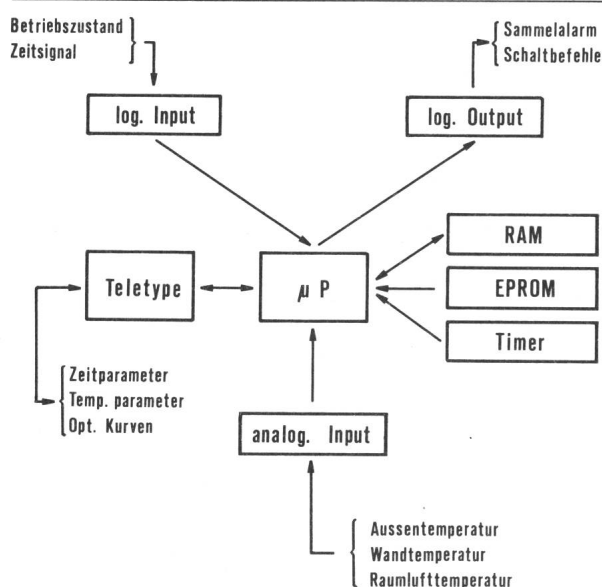 Betriebszustand
Zeitsignal
Sammelalarm
Schaltbefehle
log. Input
log. Output
RAM
Teletype
µ P
EPROM
Timer
Zeitparameter
Temp. parameter
Opt. Kurven
analog. Input
Aussentemperatur
Wandtemperatur
Raumlufttemperatur